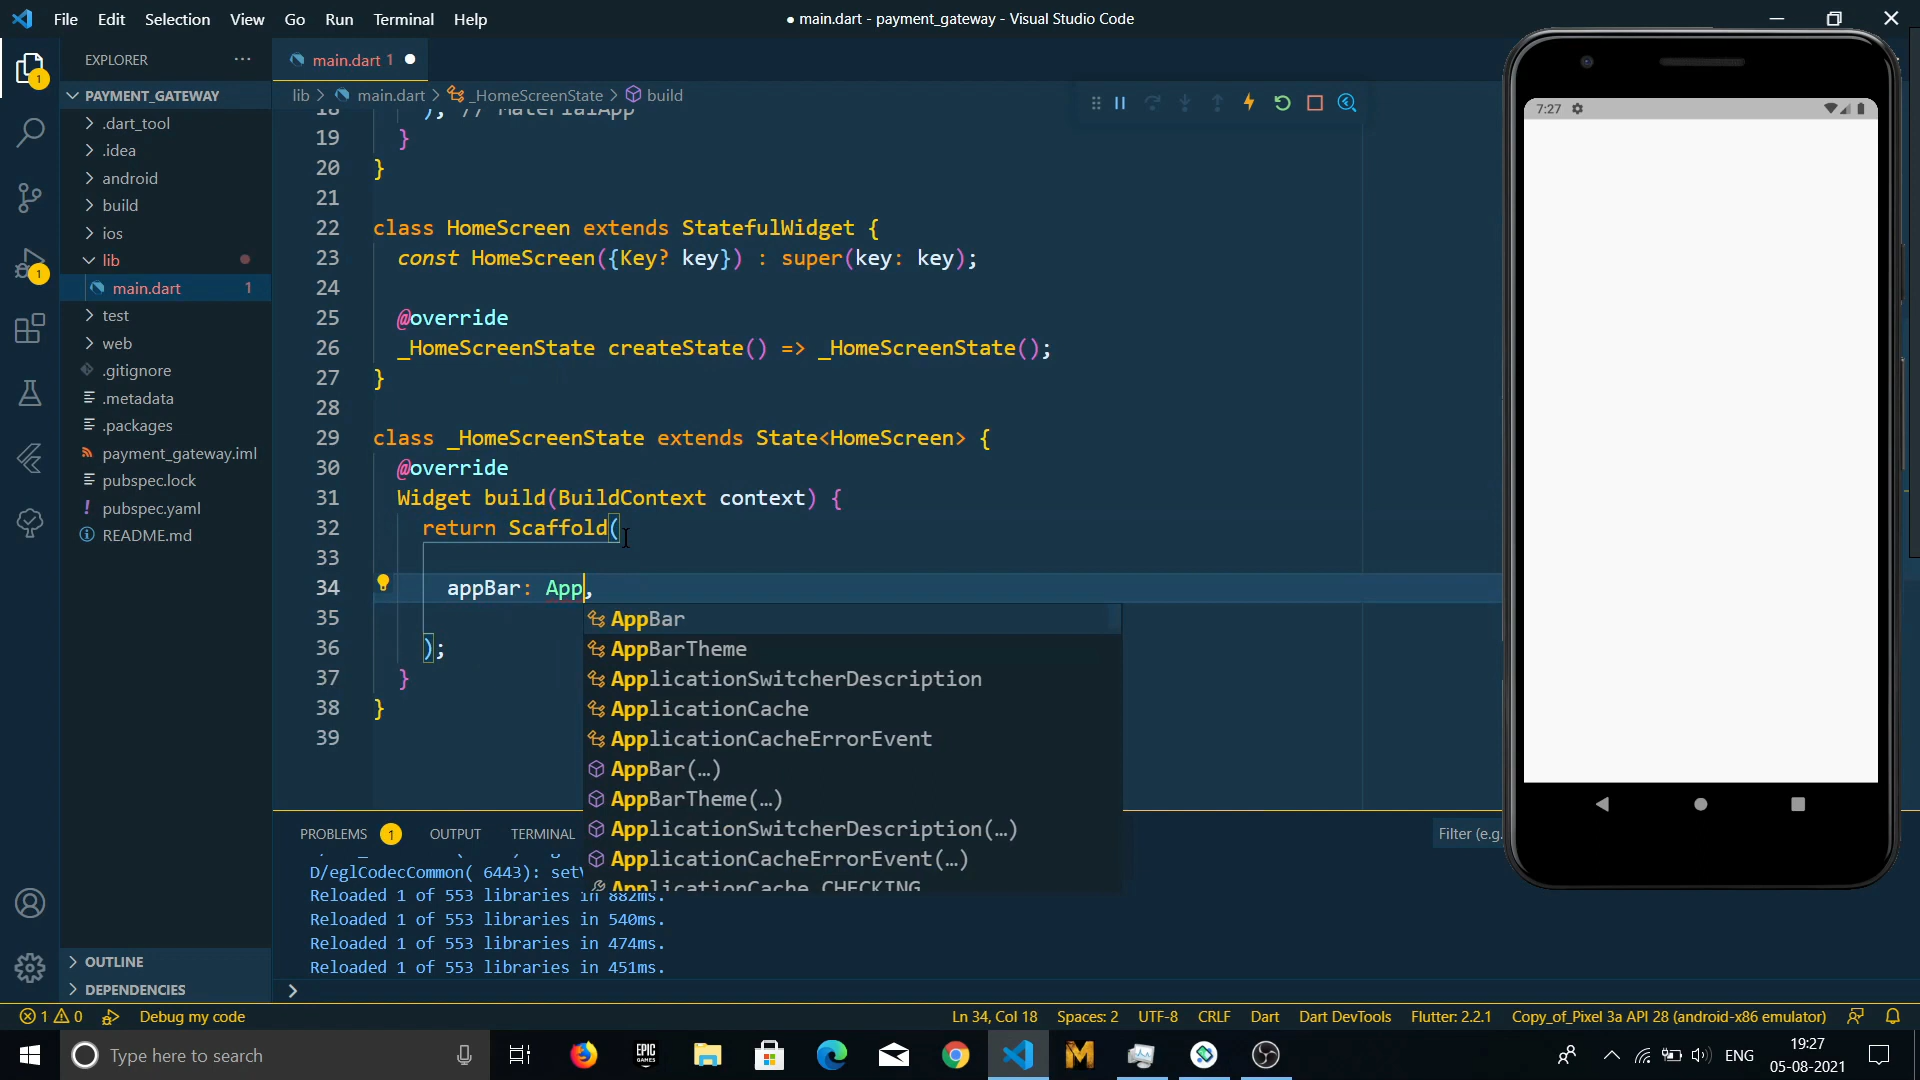 File Edit Selection View Go Run Terminal Help
● main.dart - payment_gateway - Visual Studio Code
EXPLORER ···
main.dart 1
PAYMENT_GATEWAY
.dart_tool
.idea
android
build
ios
lib
main.dart 1
test
web
.gitignore
.metadata
.packages
payment_gateway.iml
pubspec.lock
! pubspec.yaml
README.md
OUTLINE
DEPENDENCIES
1
1
lib > main.dart > _HomeScreenState > build
18 ); // MaterialApp
19 }
20 }
21
22 class HomeScreen extends StatefulWidget {
23 const HomeScreen({Key? key}) : super(key: key);
24
25 @override
26 _HomeScreenState createState() => _HomeScreenState();
27 }
28
29 class _HomeScreenState extends State<HomeScreen> {
30 @override
31 Widget build(BuildContext context) {
32 return Scaffold(
33
34 appBar: App,
35
36 );
37 }
38 }
39
AppBar
AppBarTheme
ApplicationSwitcherDescription
ApplicationCache
ApplicationCacheErrorEvent
AppBar(…)
AppBarTheme(…)
ApplicationSwitcherDescription(…)
ApplicationCacheErrorEvent(…)
ApplicationCache.CHECKING
PROBLEMS 1 OUTPUT TERMINAL
Filter (e.g.
D/eglCodecCommon( 6443):
Reloaded 1 of 553 libraries in 882ms.
Reloaded 1 of 553 libraries in 540ms.
Reloaded 1 of 553 libraries in 474ms.
Reloaded 1 of 553 libraries in 451ms.
>
7:27
1 0 Debug my code
Ln 34, Col 18 Spaces: 2 UTF-8 CRLF Dart Dart DevTools Flutter: 2.2.1 Copy_of_Pixel 3a API 28 (android-x86 emulator)
Type here to search
EPIC GAMES
ENG
19:27
05-08-2021